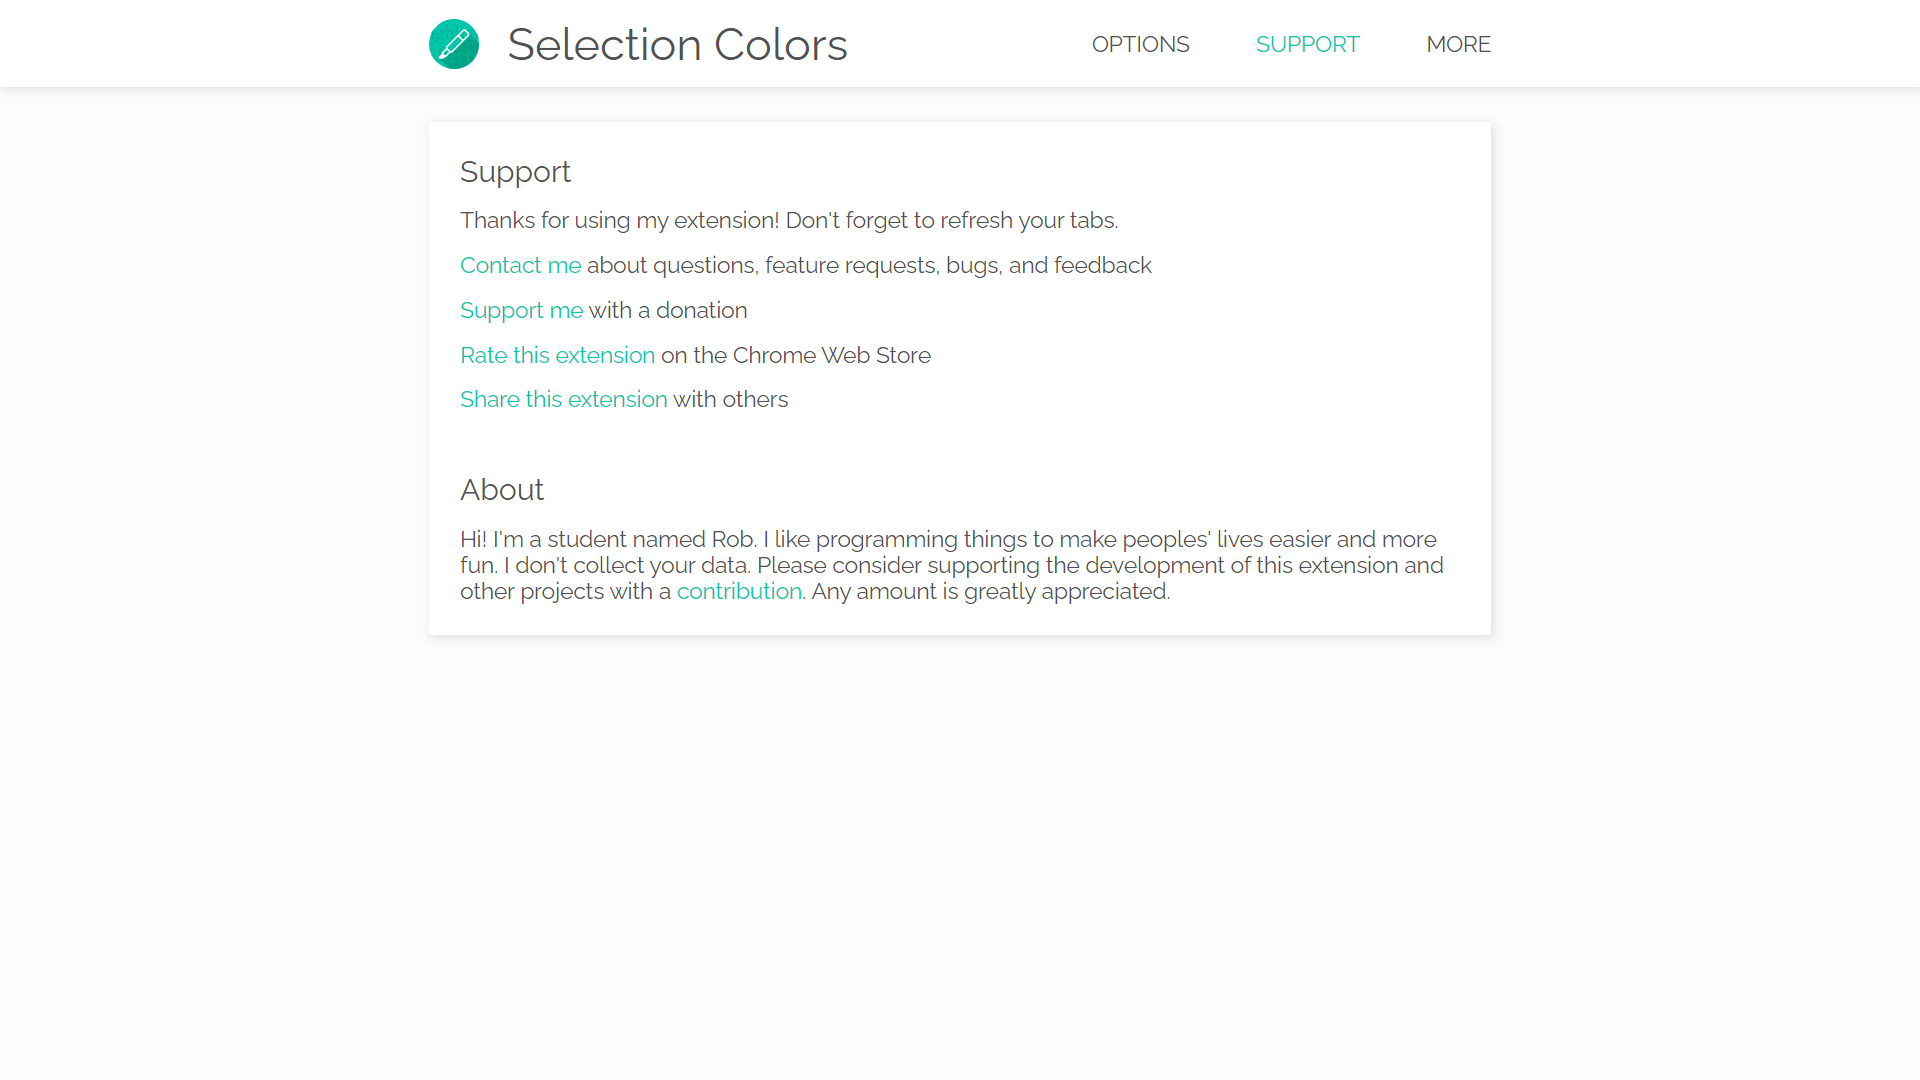 Selection Colors
OPTIONS
SUPPORT
MORE
Support
Thanks for using my extension! Don't forget to refresh your tabs.
Contact me about questions, feature requests, bugs, and feedback
Support me with a donation
Rate this extension on the Chrome Web Store
Share this extension with others
About
Hi! I'm a student named Rob. I like programming things to make peoples' lives easier and more
fun. I don't collect your data. Please consider supporting the development of this extension and
other projects with a contribution. Any amount is greatly appreciated.